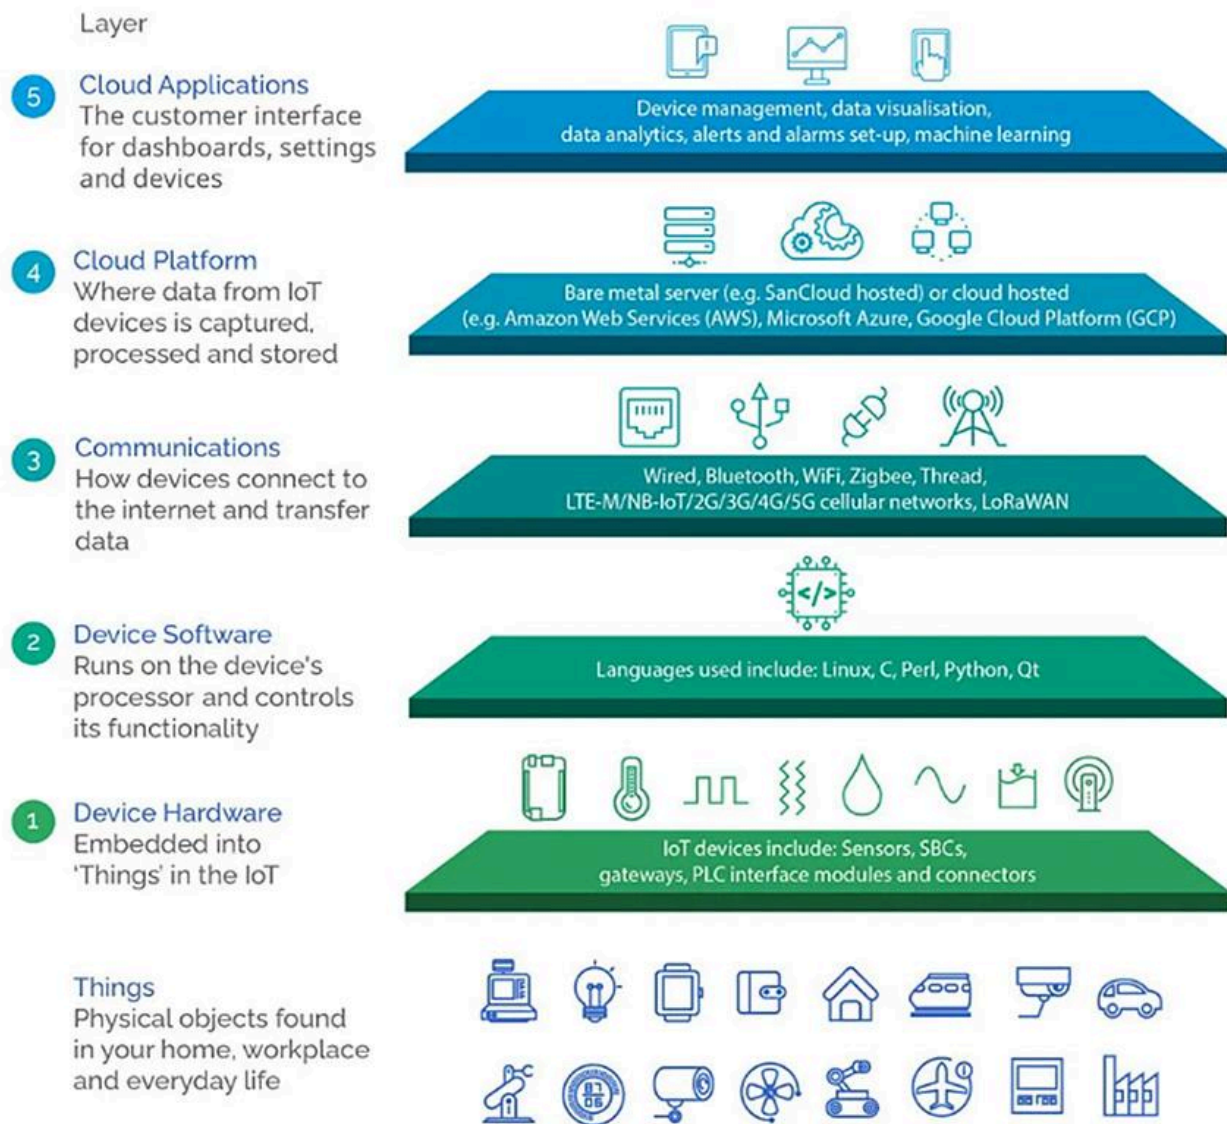 Layer
5
Cloud Applications
The customer interface
for dashboards, settings
and devices
Device management, data visualisation,
data analytics, alerts and alarms set-up, machine learning
4
Cloud Platform
Where data from IoT
devices is captured,
processed and stored
Bare metal server (e.g. SanCloud hosted) or cloud hosted
(e.g. Amazon Web Services (AWS), Microsoft Azure, Google Cloud Platform (GCP)
3
Communications
How devices connect to
the internet and transfer
data
Wired, Bluetooth, WiFi, Zigbee, Thread,
LTE-M/NB-IoT/2G/3G/4G/5G cellular networks, LoRaWAN
2
Device Software
Runs on the device's
processor and controls
its functionality
</>
Languages used include: Linux, C, Perl, Python, Qt
1
Device Hardware
Embedded into
‘Things’ in the IoT
IoT devices include: Sensors, SBCs,
gateways, PLC interface modules and connectors
Things
Physical objects found
in your home, workplace
and everyday life